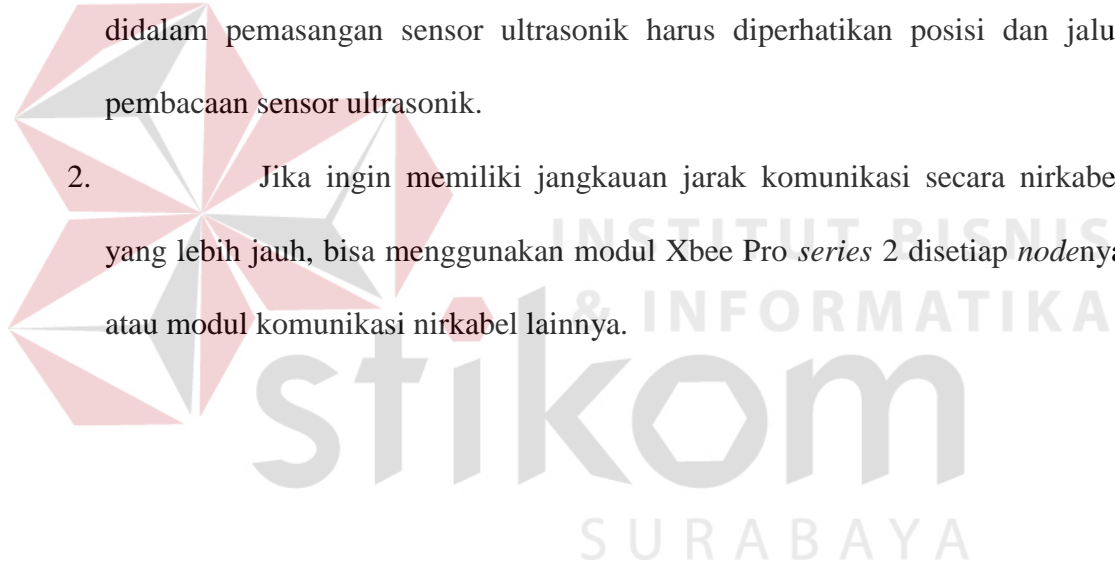 didalam pemasangan sensor ultrasonik harus diperhatikan posisi dan jalu
pembacaan sensor ultrasonik.
2. Jika ingin memiliki jangkauan jarak komunikasi secara nirkabe
yang lebih jauh, bisa menggunakan modul Xbee Pro series 2 disetiap nodenya
atau modul komunikasi nirkabel lainnya.
INSTITUT BISNIS
& INFORMATIKA
stikom
SURABAYA